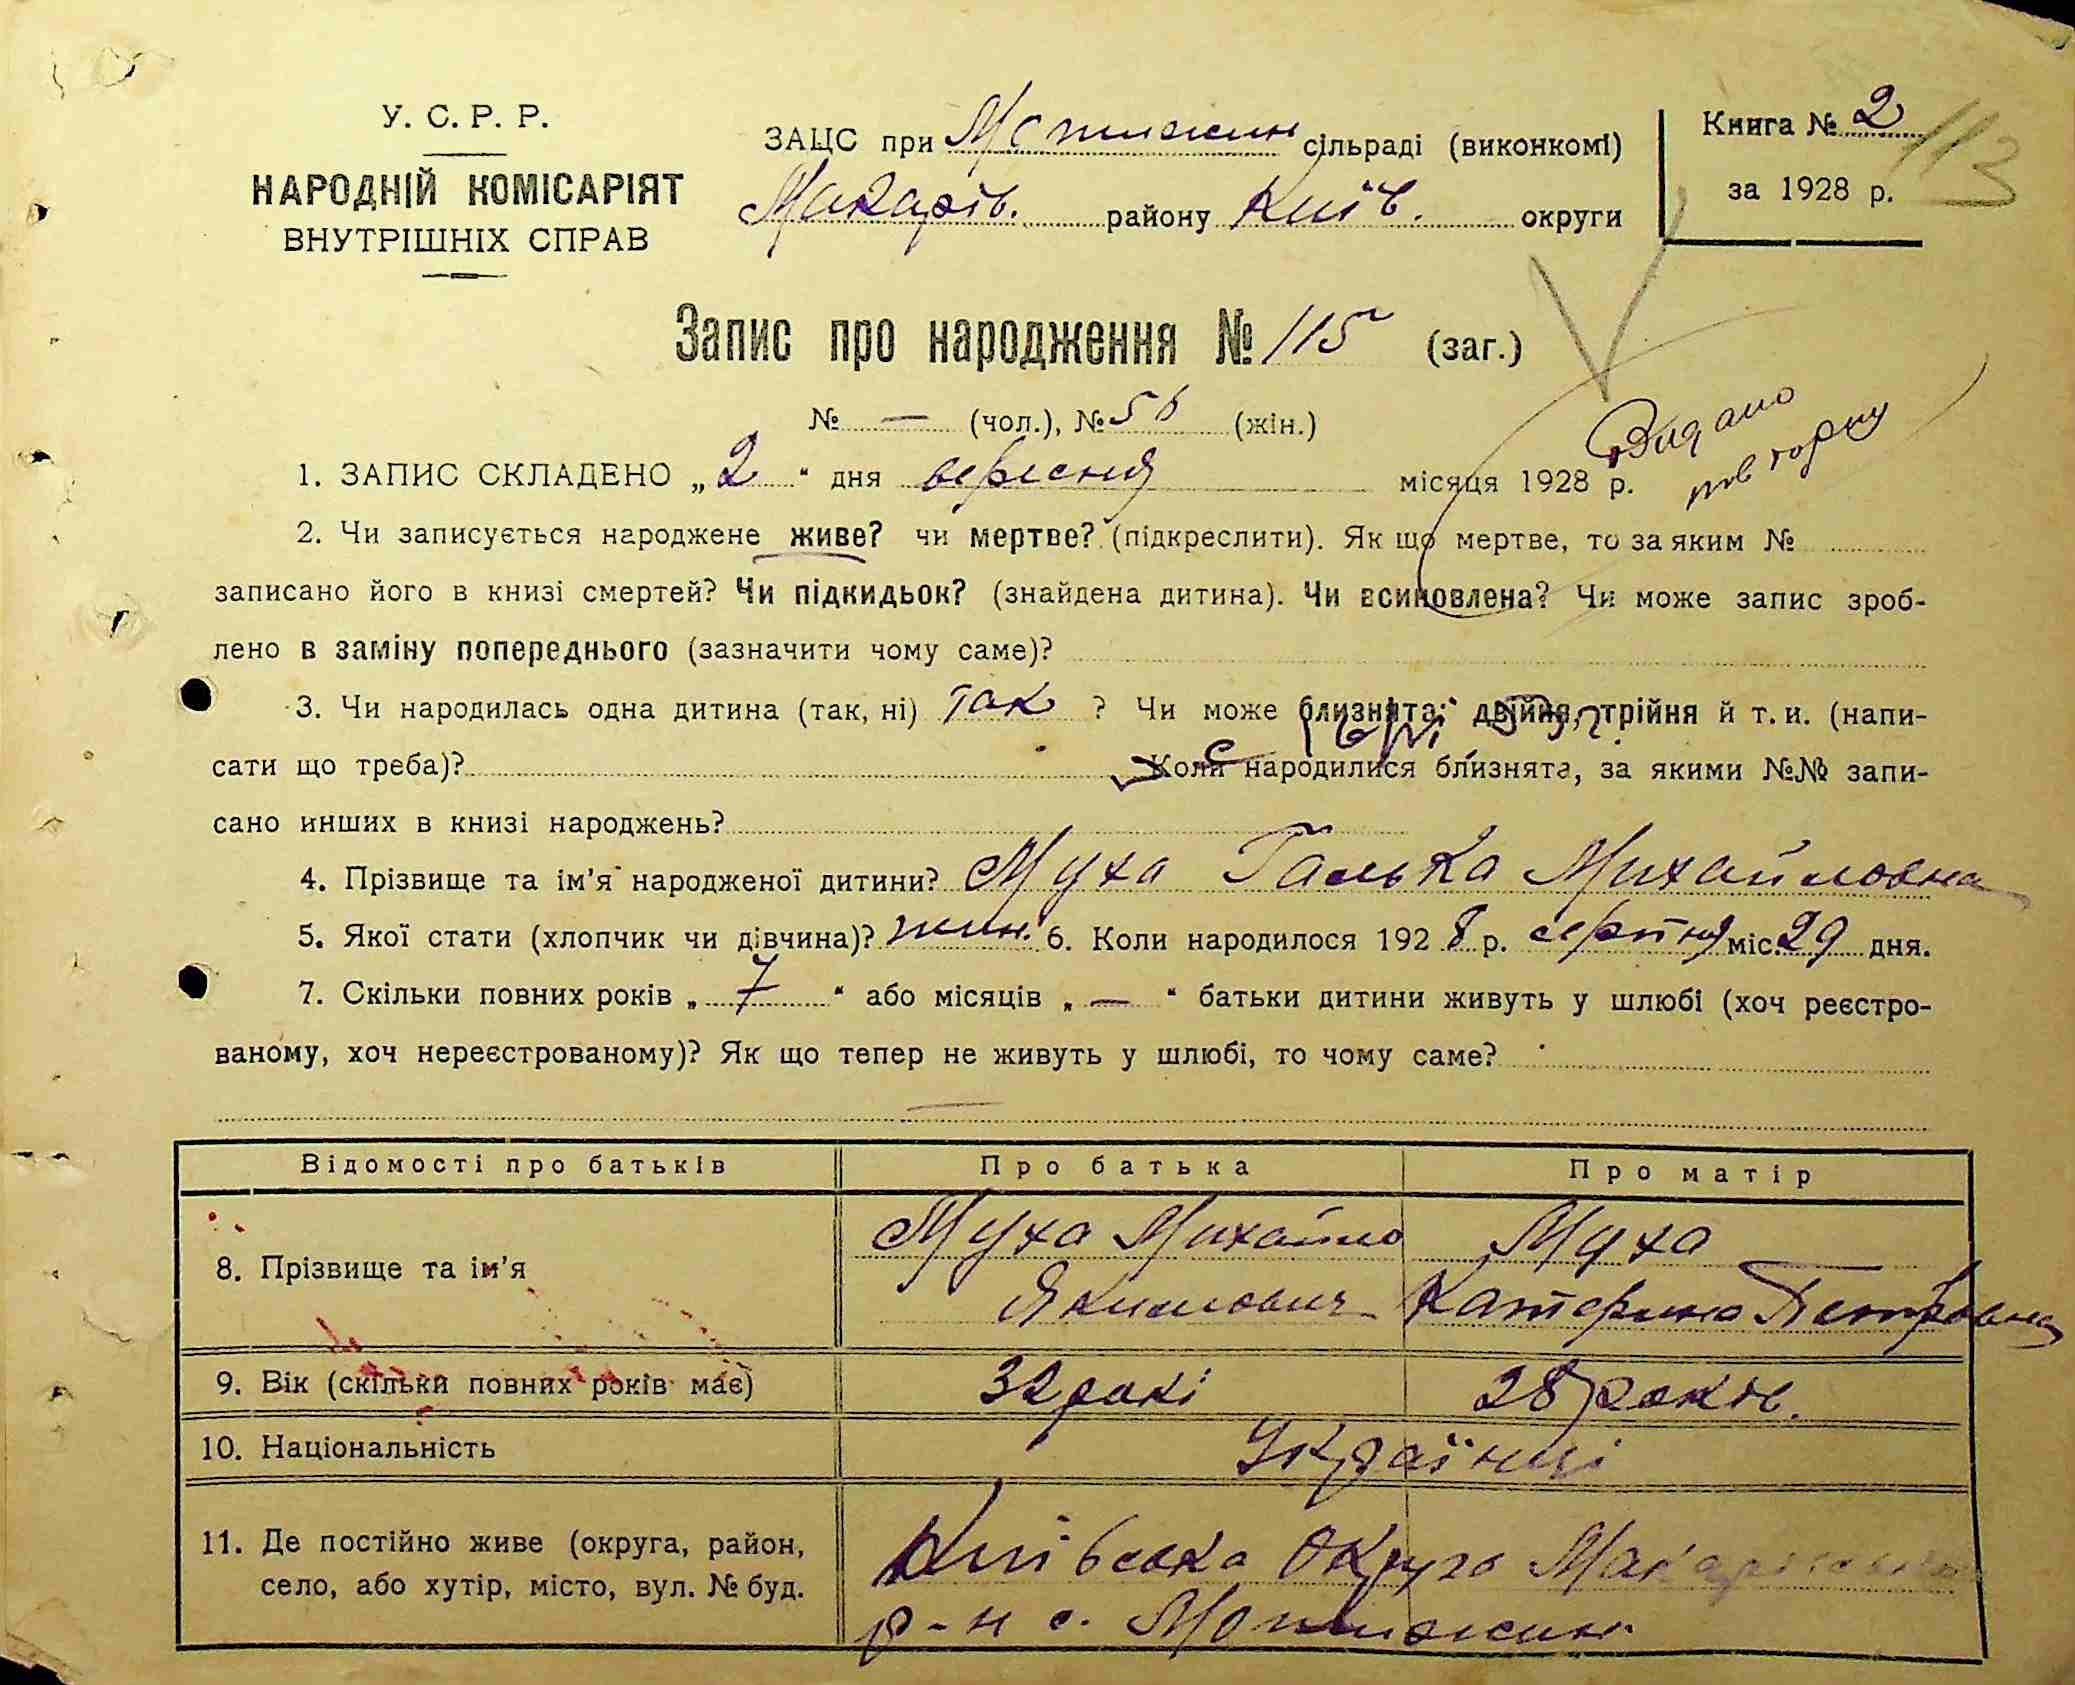 У. С. Р. Р.
НАРОДНІЙ КОМІСАРІЯТ
ВНУТРІШНІХ СПРАВ
ЗАЦС при Мотижин сільраді (виконкомі)
Макарів. району Київ. округи
Книга № 2
113
за 1928 р.
Запис про народження № 115 (заг.)
№ — (чол.), № 56 (жін.)
Видано
повторку
1. ЗАПИС СКЛАДЕНО „2“ дня вересня місяця 1928 р.
2. Чи записується народжене живе? чи мертве? (підкреслити). Як що мертве, то за яким №
записано його в книзі смертей? Чи підкидьок? (знайдена дитина). Чи всиновлена? Чи може запис зроб-
лено в заміну попереднього (зазначити чому саме)?
3. Чи народилась одна дитина (так, ні) так ? Чи може близнята: двійня, трійня й т. и. (напи-
сати що треба)? Коли народилися близнята, за якими №№ запи-
сано инших в книзі народжень?
4. Прізвище та ім’я народженої дитини? Муха Галька Михайловна
5. Якої стати (хлопчик чи дівчина)? жин. 6. Коли народилося 1928 р. серпня міс. 29 дня.
7. Скільки повних років „7“ або місяців „—“ батьки дитини живуть у шлюбі (хоч реєстро-
ваному, хоч нереєстрованому)? Як що тепер не живуть у шлюбі, то чому саме?
—
Відомості про батьків Про батька Про матір
8. Прізвище та ім’я Муха Михайло Якимович Муха Катерина Петровна
9. Вік (скільки повних років має) 32 рокі 28 років.
10. Національність Українці
11. Де постійно живе (округа, район, село, або хутір, місто, вул. № буд. Київська Округа Макарівський
р-н с. Мотижин.